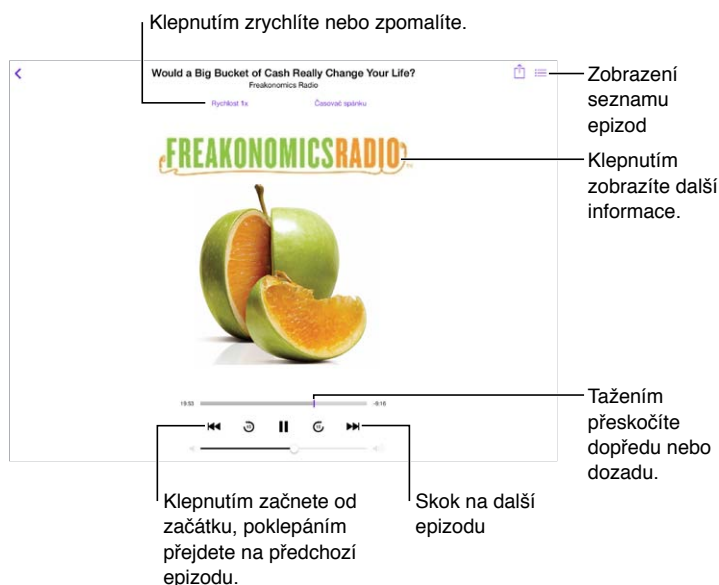 Klepnutím zrychlíte nebo zpomalíte.
Would a Big Bucket of Cash Really Change Your Life?
Freakonomics Radio
Rychlost 1x
Časovač spánku
Zobrazení
seznamu
epizod
FREAKONOMICSRADIO
Klepnutím
zobrazíte další
informace.
19:53
-9:16
Tažením
přeskočíte
dopředu nebo
dozadu.
15
15
Klepnutím začnete od
začátku, poklepáním
přejdete na předchozí
epizodu.
Skok na další
epizodu